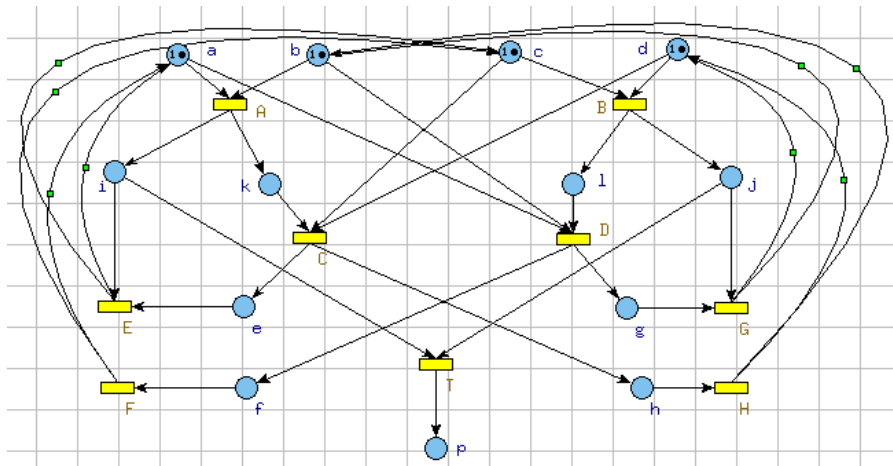 1 a b 1 1 c d 1
A B
i k l j
C D
E e g G
F f T h H
p